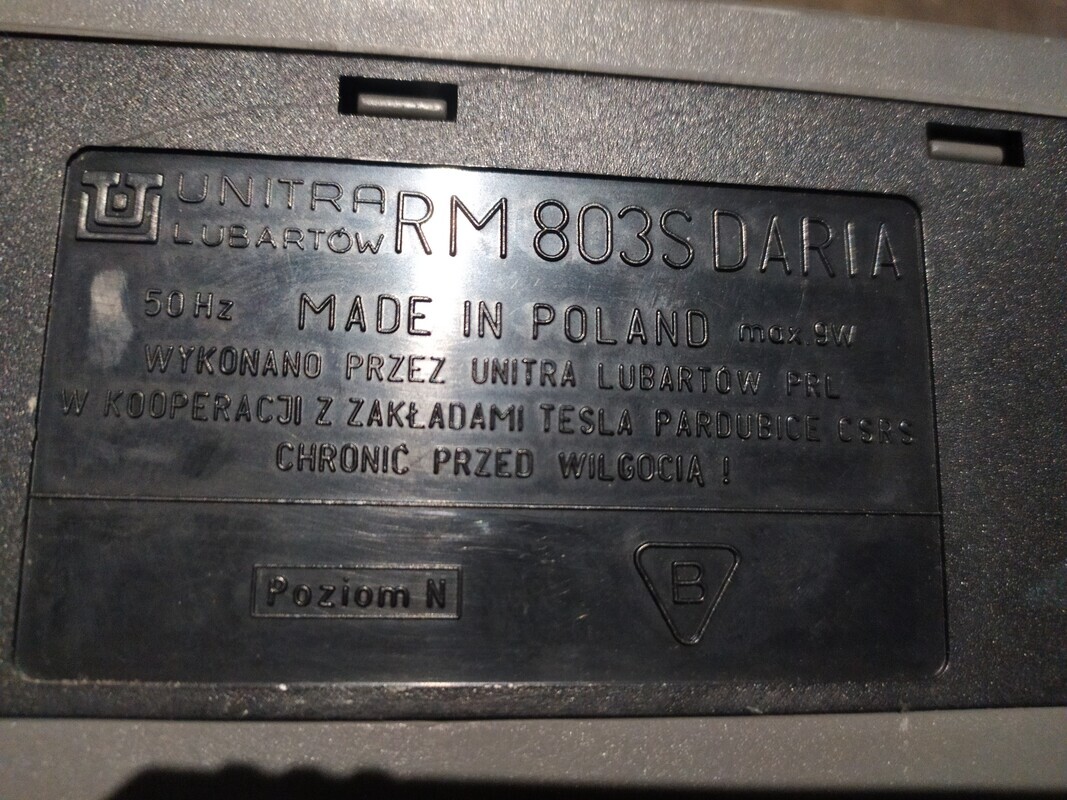 UNITRA
LUBARTÓW
RM 803S DARIA
50 Hz MADE IN POLAND max. 9W
WYKONANO PRZEZ UNITRA LUBARTÓW PRL
W KOOPERACJI Z ZAKŁADAMI TESLA PARDUBICE CSRS
CHRONIĆ PRZED WILGOCIĄ !
Poziom N
B